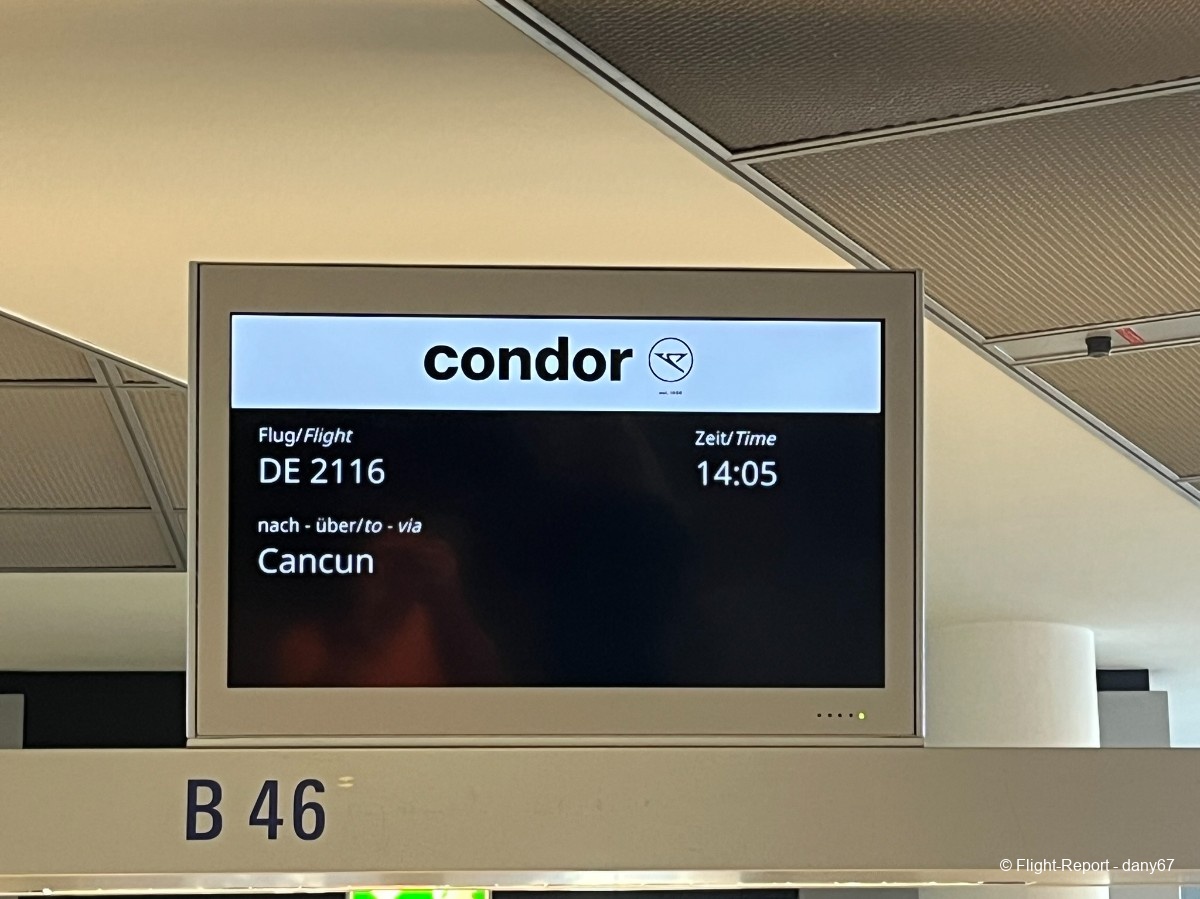 condor
Flug/Flight
Zeit/Time
DE 2116
14:05
nach - über/to - via
Cancun
B 46
© Flight-Report - dany67